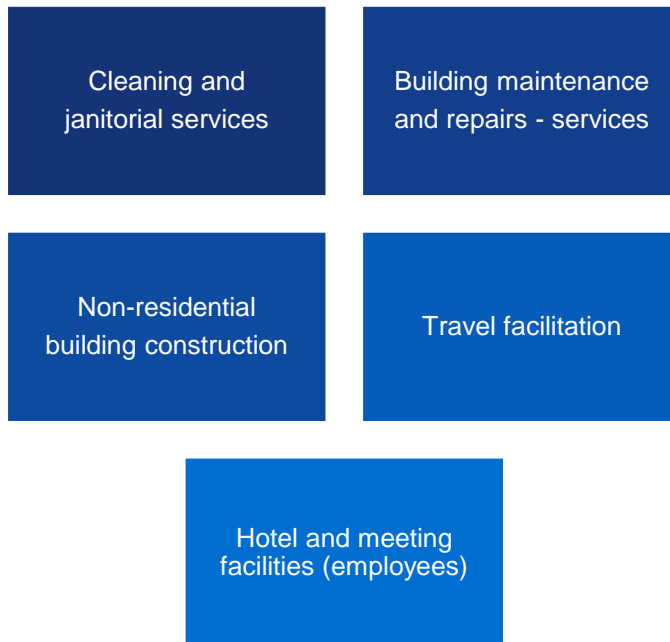 Cleaning and
janitorial services
Building maintenance
and repairs - services
Non-residential
building construction
Travel facilitation
Hotel and meeting
facilities (employees)